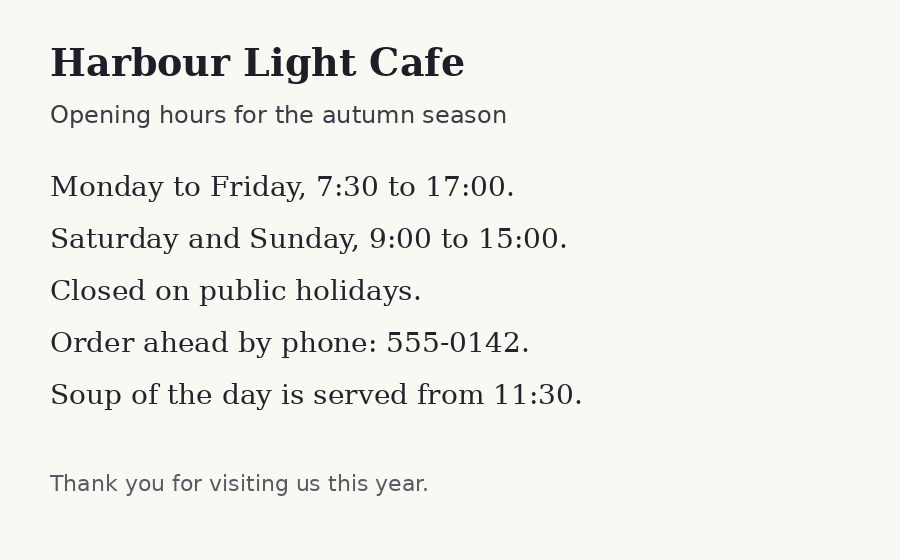 Harbour Light Cafe
Opening hours for the autumn season
Monday to Friday, 7:30 to 17:00.
Saturday and Sunday, 9:00 to 15:00.
Closed on public holidays.
Order ahead by phone: 555-0142.
Soup of the day is served from 11:30.
Thank you for visiting us this year.